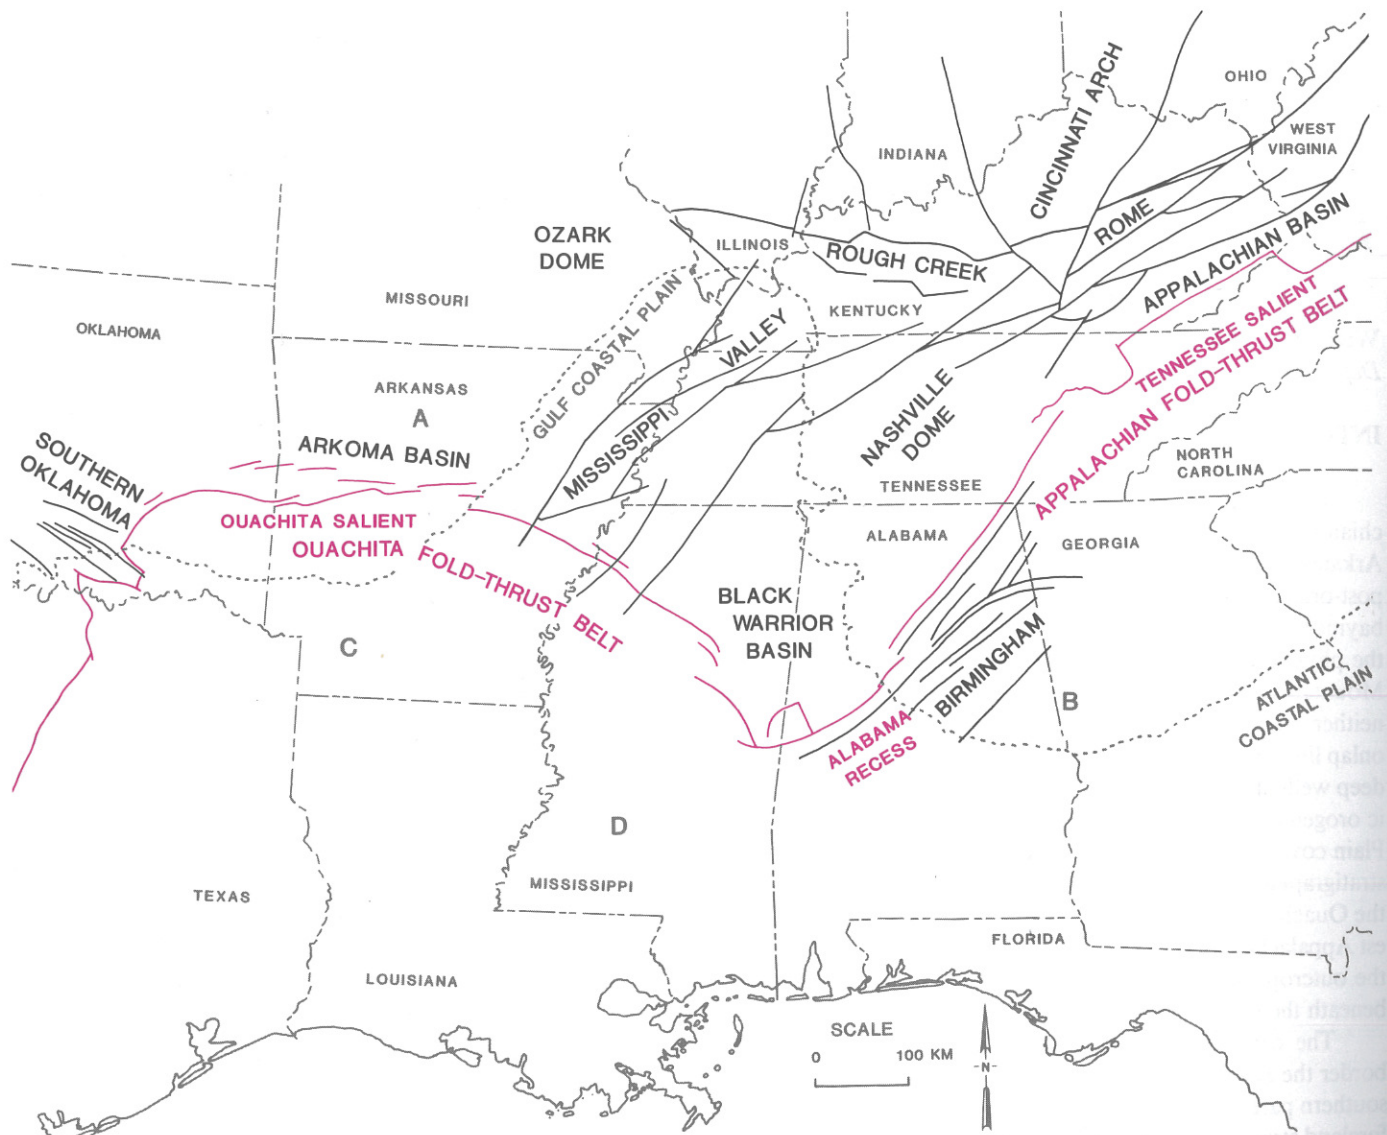 OHIO
WEST
VIRGINIA
INDIANA
CINCINNATI ARCH
ROME
APPALACHIAN BASIN
OZARK
DOME
ILLINOIS
ROUGH CREEK
KENTUCKY
MISSOURI
OKLAHOMA
GULF COASTAL PLAIN
VALLEY
MISSISSIPPI
TENNESSEE SALIENT
APPALACHIAN FOLD-THRUST BELT
ARKANSAS
A
ARKOMA BASIN
NASHVILLE
DOME
SOUTHERN
OKLAHOMA
NORTH
CAROLINA
TENNESSEE
OUACHITA SALIENT
OUACHITA FOLD-THRUST BELT
ALABAMA
GEORGIA
BLACK
WARRIOR
BASIN
C
BIRMINGHAM
B
ATLANTIC
COASTAL PLAIN
ALABAMA
RECESS
D
MISSISSIPPI
TEXAS
FLORIDA
LOUISIANA
SCALE
0 100 KM
-N-